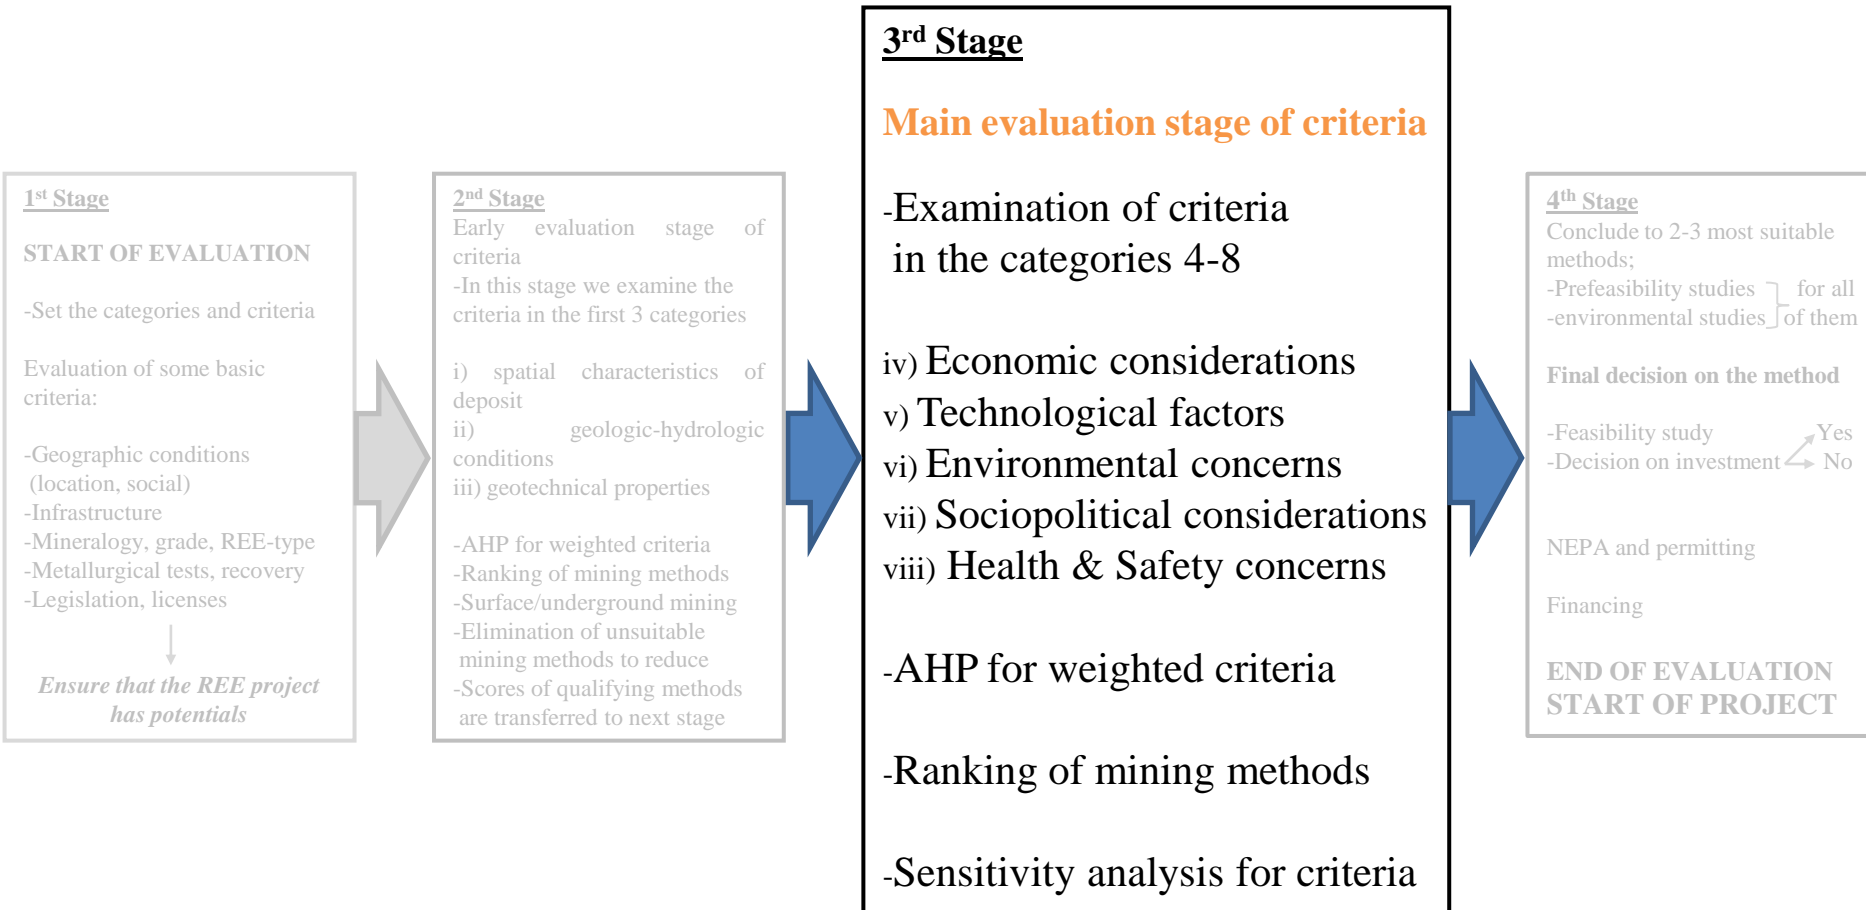 1st Stage
START OF EVALUATION
-Set the categories and criteria
Evaluation of some basic
criteria:
-Geographic conditions
(location, social)
-Infrastructure
-Mineralogy, grade, REE-type
-Metallurgical tests, recovery
-Legislation, licenses
Ensure that the REE project
has potentials
2nd Stage
Early evaluation stage of
criteria
-In this stage we examine the
criteria in the first 3 categories
i) spatial characteristics of
deposit
ii) geologic-hydrologic
conditions
iii) geotechnical properties
-AHP for weighted criteria
-Ranking of mining methods
-Surface/underground mining
-Elimination of unsuitable
mining methods to reduce
-Scores of qualifying methods
are transferred to next stage
3rd Stage
Main evaluation stage of criteria
-Examination of criteria
in the categories 4-8
iv) Economic considerations
v) Technological factors
vi) Environmental concerns
vii) Sociopolitical considerations
viii) Health & Safety concerns
-AHP for weighted criteria
-Ranking of mining methods
-Sensitivity analysis for criteria
4th Stage
Conclude to 2-3 most suitable
methods;
-Prefeasibility studies for all
-environmental studies of them
Final decision on the method
-Feasibility study Yes
-Decision on investment No
NEPA and permitting
Financing
END OF EVALUATION
START OF PROJECT